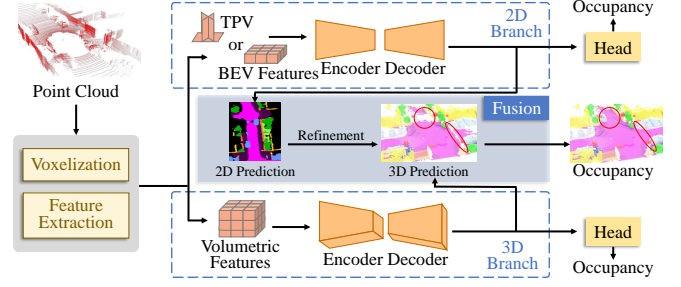 Point Cloud
Voxelization
Feature
Extraction
TPV
or
BEV Features
Encoder Decoder
2D
Branch
Occupancy
Head
Fusion
2D Prediction
Refinement
3D Prediction
Occupancy
Volumetric
Features
Encoder Decoder
3D
Branch
Head
Occupancy